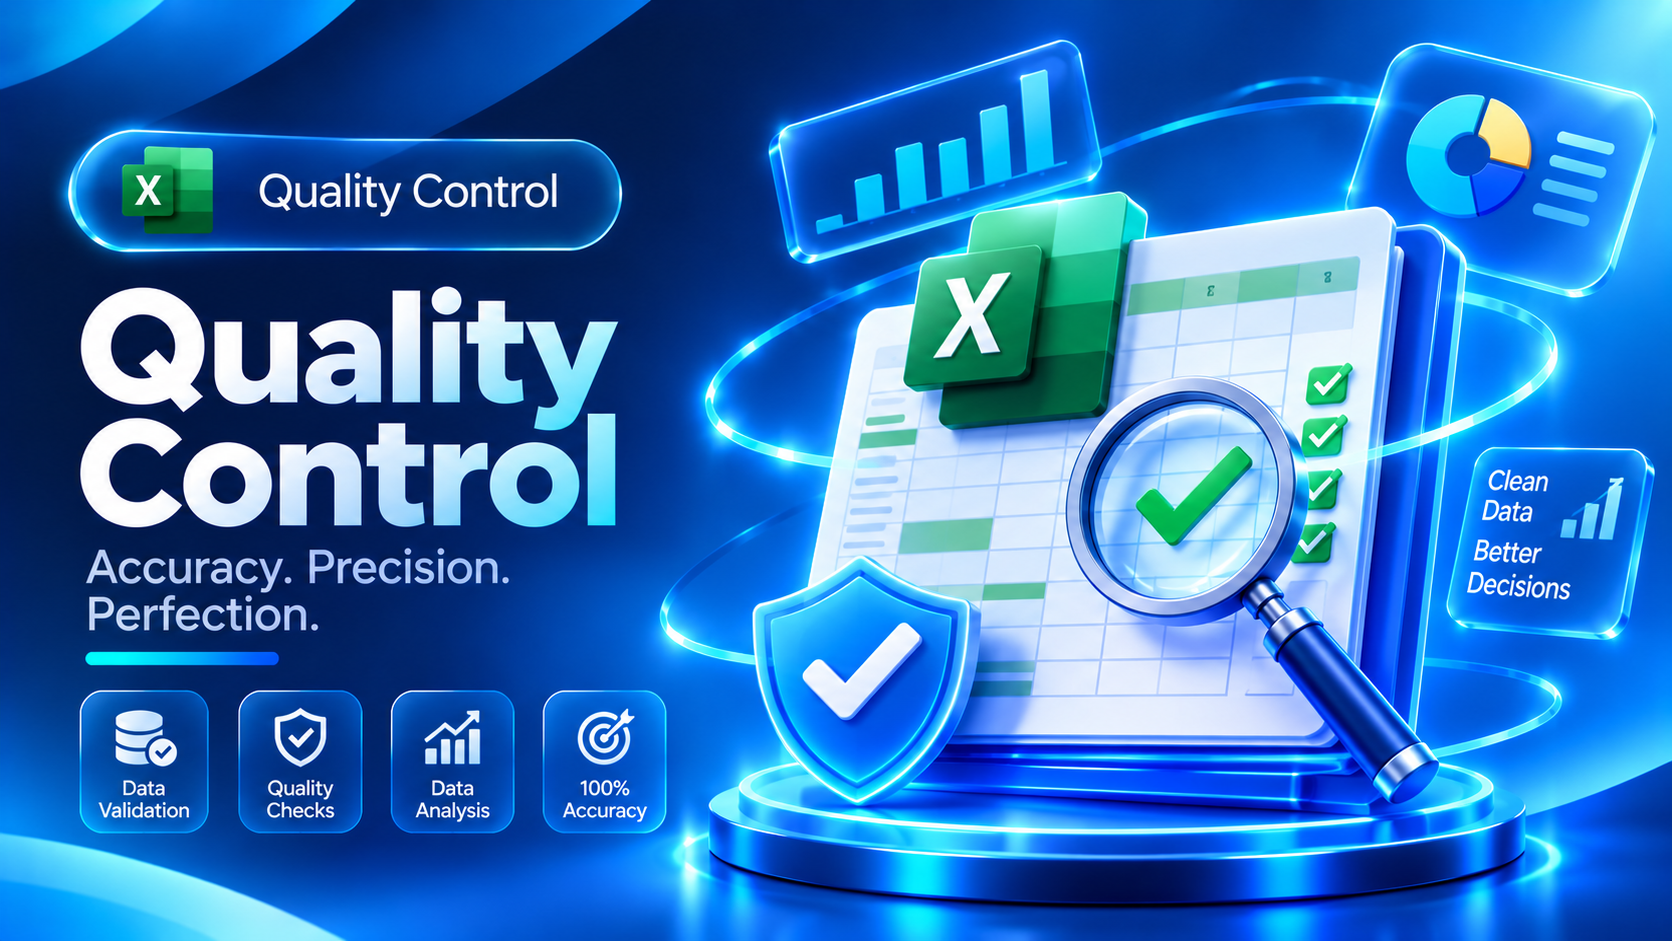 X
Quality Control
Quality
Control
Accuracy. Precision.
Perfection.
Data
Validation
Quality
Checks
Data
Analysis
100%
Accuracy
X
Clean
Data
Better
Decisions